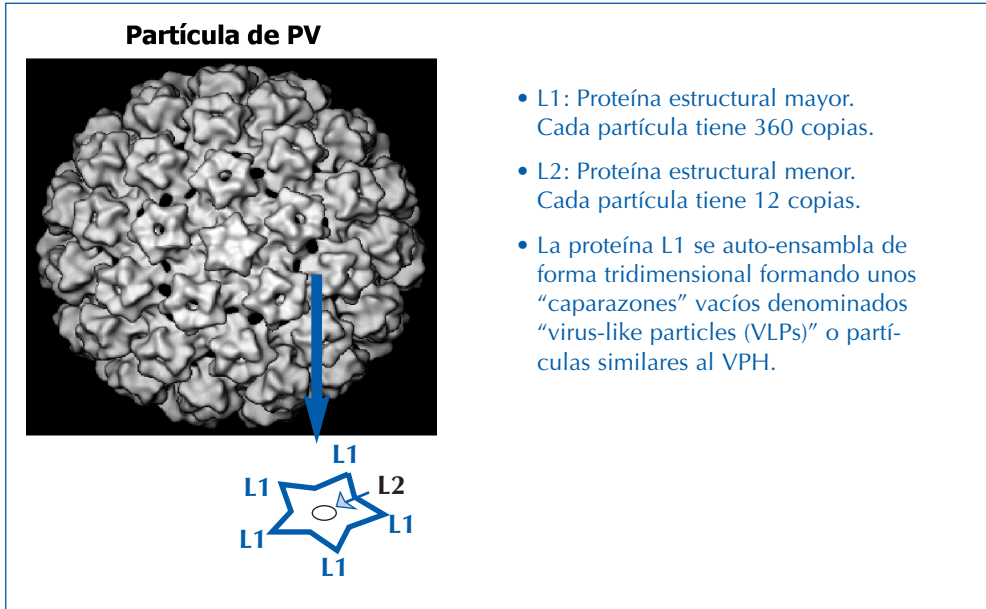 Partícula de PV
• L1: Proteína estructural mayor.
Cada partícula tiene 360 copias.
• L2: Proteína estructural menor.
Cada partícula tiene 12 copias.
• La proteína L1 se auto-ensambla de
forma tridimensional formando unos
“caparazones” vacíos denominados
“virus-like particles (VLPs)” o partí-
culas similares al VPH.
L1
L1
L2
L1
L1
L1